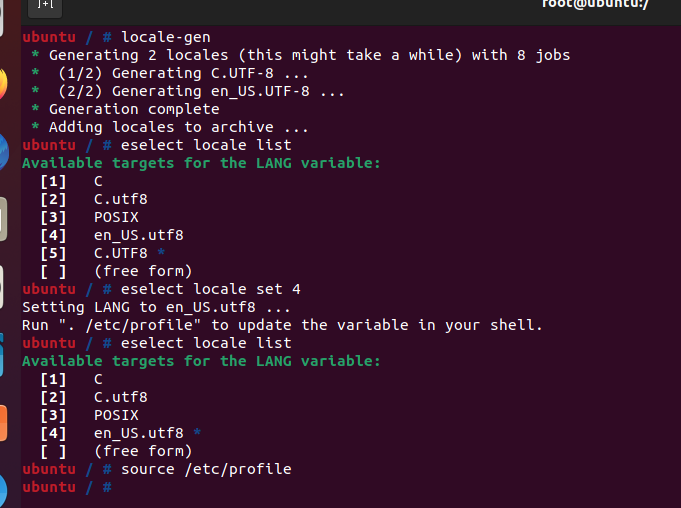 root@ubuntu:/
ubuntu / # locale-gen
 * Generating 2 locales (this might take a while) with 8 jobs
 *  (1/2) Generating C.UTF-8 ...
 *  (2/2) Generating en_US.UTF-8 ...
 * Generation complete
 * Adding locales to archive ...
ubuntu / # eselect locale list
Available targets for the LANG variable:
  [1]   C
  [2]   C.utf8
  [3]   POSIX
  [4]   en_US.utf8
  [5]   C.UTF8 *
  [ ]   (free form)
ubuntu / # eselect locale set 4
Setting LANG to en_US.utf8 ...
Run ". /etc/profile" to update the variable in your shell.
ubuntu / # eselect locale list
Available targets for the LANG variable:
  [1]   C
  [2]   C.utf8
  [3]   POSIX
  [4]   en_US.utf8 *
  [ ]   (free form)
ubuntu / # source /etc/profile
ubuntu / #